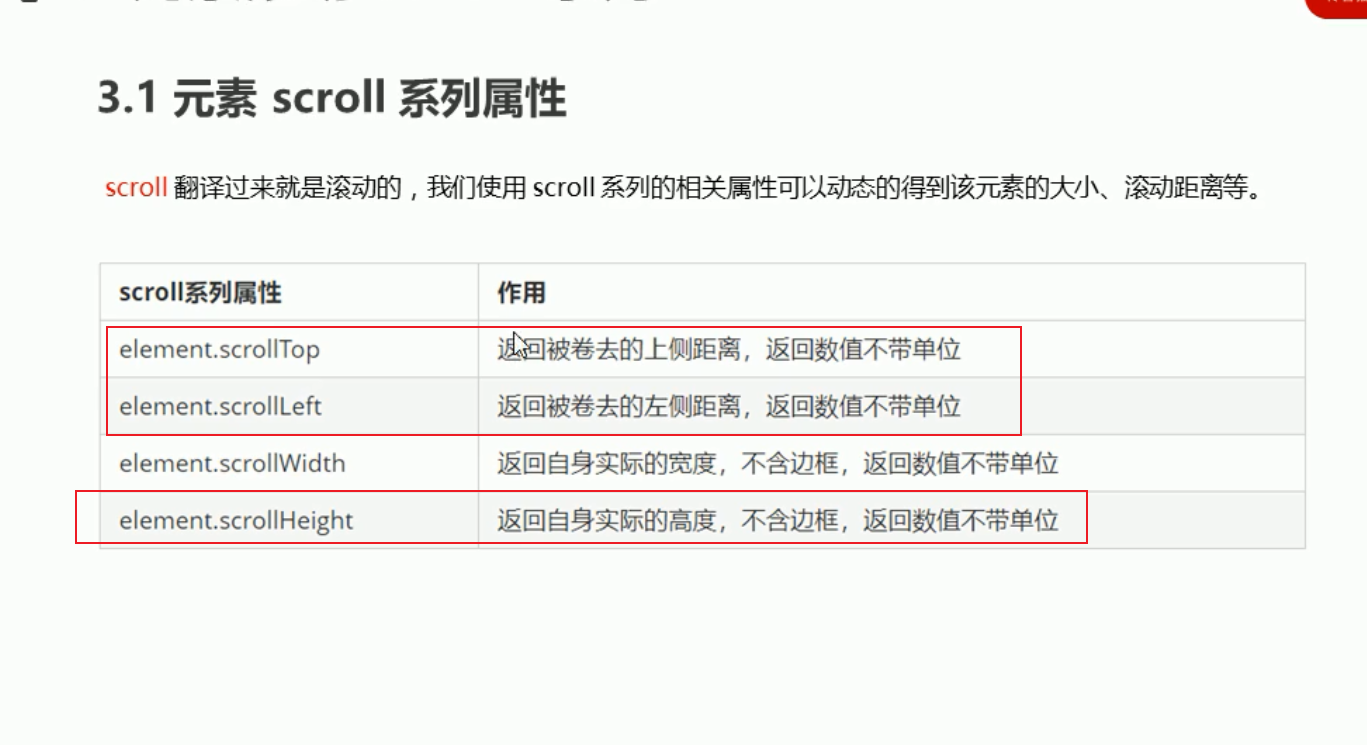 3.1 元素 scroll 系列属性
scroll 翻译过来就是滚动的，我们使用 scroll 系列的相关属性可以动态的得到该元素的大小、滚动距离等。
scroll系列属性 作用
element.scrollTop 返回被卷去的上侧距离，返回数值不带单位
element.scrollLeft 返回被卷去的左侧距离，返回数值不带单位
element.scrollWidth 返回自身实际的宽度，不含边框，返回数值不带单位
element.scrollHeight 返回自身实际的高度，不含边框，返回数值不带单位